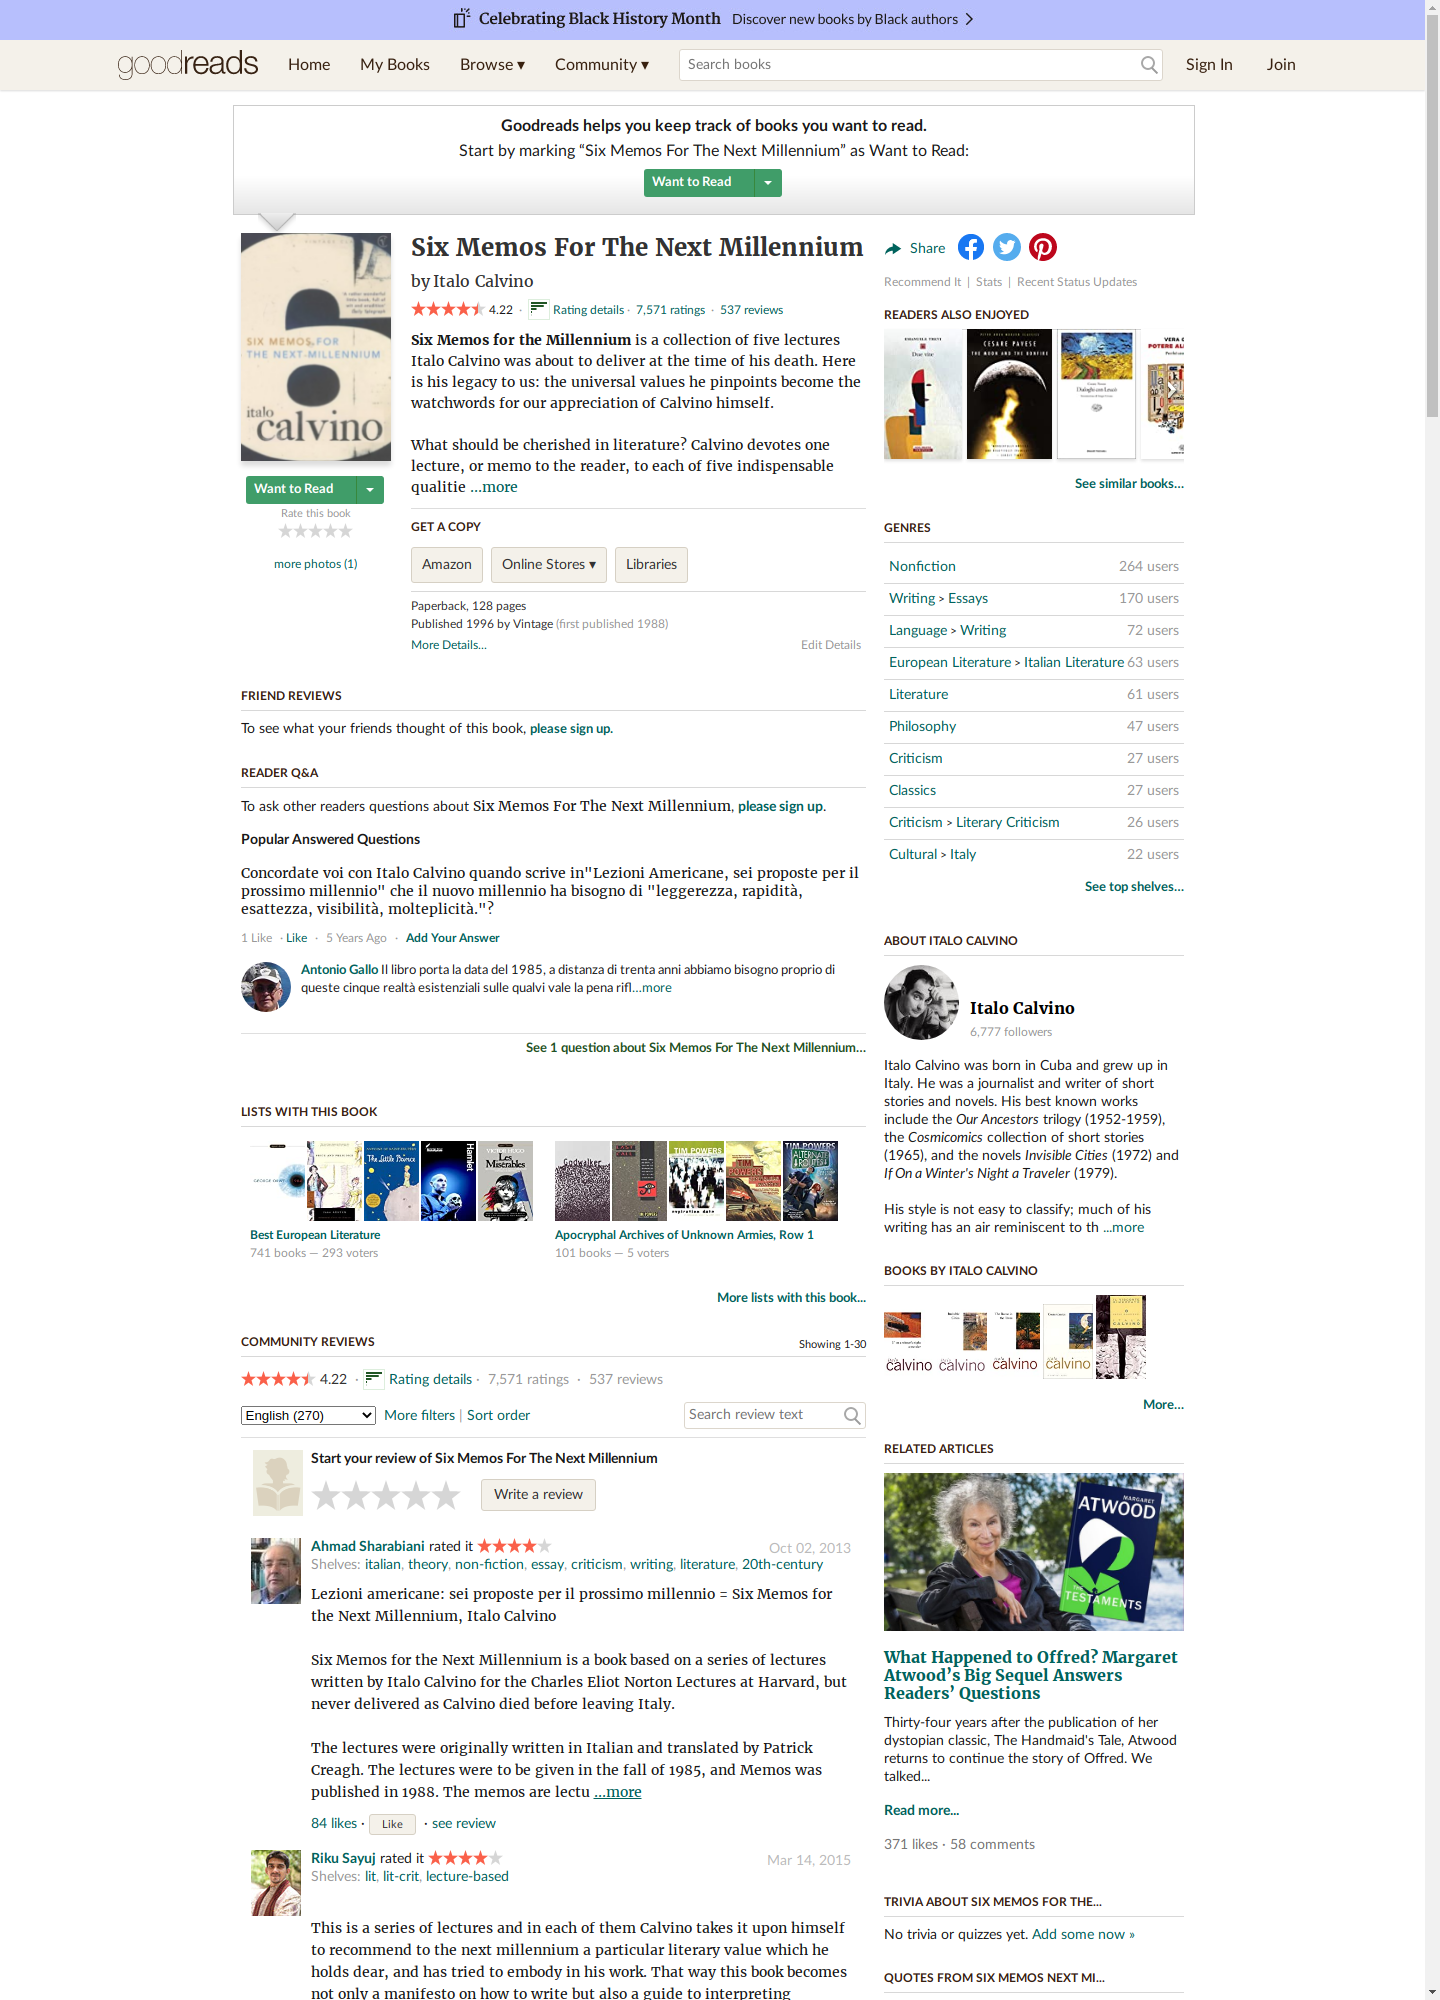 Celebrating Black History Month Discover new books by Black authors
goodreads Home My Books Browse ▾ Community ▾ Search books Sign In Join
Goodreads helps you keep track of books you want to read.
Start by marking “Six Memos For The Next Millennium” as Want to Read:
Want to Read
SIX MEMOS FOR
THE NEXT MILLENNIUM
italo
calvino
Want to Read
Rate this book
more photos (1)
Six Memos For The Next Millennium
by Italo Calvino
4.22 · Rating details · 7,571 ratings · 537 reviews
Six Memos for the Millennium is a collection of five lectures
Italo Calvino was about to deliver at the time of his death. Here
is his legacy to us: the universal values he pinpoints become the
watchwords for our appreciation of Calvino himself.
What should be cherished in literature? Calvino devotes one
lecture, or memo to the reader, to each of five indispensable
qualitie ...more
GET A COPY
Amazon Online Stores ▾ Libraries
Paperback, 128 pages
Published 1996 by Vintage (first published 1988)
More Details... Edit Details
FRIEND REVIEWS
To see what your friends thought of this book, please sign up.
READER Q&A
To ask other readers questions about Six Memos For The Next Millennium, please sign up.
Popular Answered Questions
Concordate voi con Italo Calvino quando scrive in"Lezioni Americane, sei proposte per il
prossimo millennio" che il nuovo millennio ha bisogno di "leggerezza, rapidità,
esattezza, visibilità, molteplicità."?
1 Like · Like · 5 Years Ago · Add Your Answer
Antonio Gallo Il libro porta la data del 1985, a distanza di trenta anni abbiamo bisogno proprio di
queste cinque realtà esistenziali sulle qualvi vale la pena rifl…more
See 1 question about Six Memos For The Next Millennium…
LISTS WITH THIS BOOK
The Little Prince
Hamlet
VICTOR HUGO
Les
Misérables
Godwalker
TIM POWERS
expiration date
TIM
POWERS
TIM POWERS
ALTERNATE
ROUTES
Best European Literature
741 books — 293 voters
Apocryphal Archives of Unknown Armies, Row 1
101 books — 5 voters
More lists with this book...
COMMUNITY REVIEWS Showing 1-30
4.22 · Rating details · 7,571 ratings · 537 reviews
English (270) More filters | Sort order Search review text
Start your review of Six Memos For The Next Millennium
Write a review
Ahmad Sharabiani rated it Oct 02, 2013
Shelves: italian, theory, non-fiction, essay, criticism, writing, literature, 20th-century
Lezioni americane: sei proposte per il prossimo millennio = Six Memos for
the Next Millennium, Italo Calvino
Six Memos for the Next Millennium is a book based on a series of lectures
written by Italo Calvino for the Charles Eliot Norton Lectures at Harvard, but
never delivered as Calvino died before leaving Italy.
The lectures were originally written in Italian and translated by Patrick
Creagh. The lectures were to be given in the fall of 1985, and Memos was
published in 1988. The memos are lectu ...more
84 likes · Like · see review
Riku Sayuj rated it Mar 14, 2015
Shelves: lit, lit-crit, lecture-based
This is a series of lectures and in each of them Calvino takes it upon himself
to recommend to the next millennium a particular literary value which he
holds dear, and has tried to embody in his work. That way this book becomes
not only a manifesto on how to write but also a guide to interpreting
Share
Recommend It | Stats | Recent Status Updates
READERS ALSO ENJOYED
Due vite
CESARE PAVESE
THE MOON AND THE BONFIRE
POTERE AL
See similar books…
GENRES
Nonfiction 264 users
Writing > Essays 170 users
Language > Writing 72 users
European Literature > Italian Literature 63 users
Literature 61 users
Philosophy 47 users
Criticism 27 users
Classics 27 users
Criticism > Literary Criticism 26 users
Cultural > Italy 22 users
See top shelves…
ABOUT ITALO CALVINO
Italo Calvino
6,777 followers
Italo Calvino was born in Cuba and grew up in
Italy. He was a journalist and writer of short
stories and novels. His best known works
include the Our Ancestors trilogy (1952-1959),
the Cosmicomics collection of short stories
(1965), and the novels Invisible Cities (1972) and
If On a Winter's Night a Traveler (1979).
His style is not easy to classify; much of his
writing has an air reminiscent to th ...more
BOOKS BY ITALO CALVINO
calvino
calvino
calvino
calvino
CALVINO
More…
RELATED ARTICLES
MARGARET
ATWOOD
THE
TESTAMENTS
What Happened to Offred? Margaret
Atwood’s Big Sequel Answers
Readers’ Questions
Thirty-four years after the publication of her
dystopian classic, The Handmaid's Tale, Atwood
returns to continue the story of Offred. We
talked...
Read more...
371 likes · 58 comments
TRIVIA ABOUT SIX MEMOS FOR THE...
No trivia or quizzes yet. Add some now »
QUOTES FROM SIX MEMOS NEXT MI...